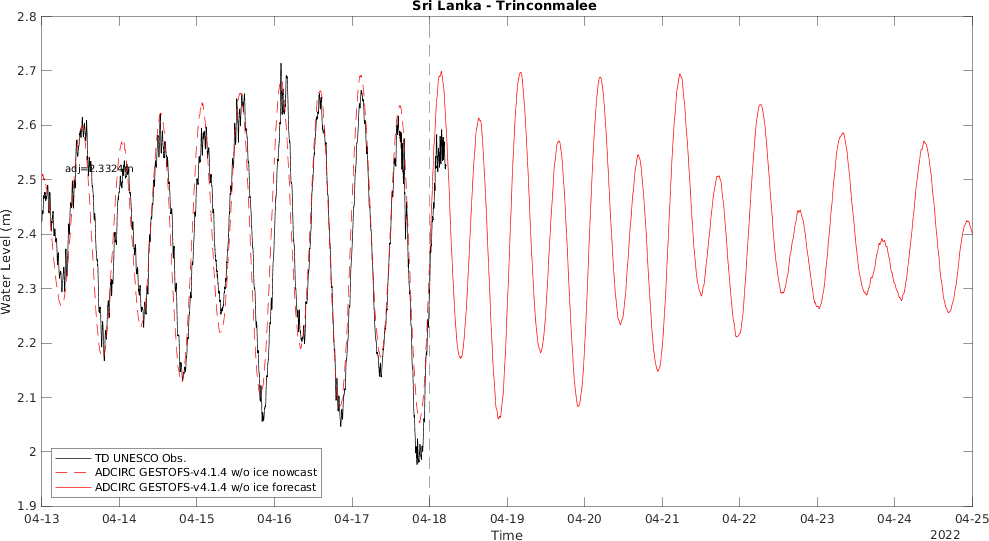 Sri Lanka - Trinconmalee
2.8
2.7
2.6
2.5
2.4
2.3
2.2
2.1
2
1.9
Water Level (m)
adj=2.3324m
TD UNESCO Obs.
ADCIRC GESTOFS-v4.1.4 w/o ice nowcast
ADCIRC GESTOFS-v4.1.4 w/o ice forecast
04-13 04-14 04-15 04-16 04-17 04-18 04-19 04-20 04-21 04-22 04-23 04-24 04-25
Time
2022